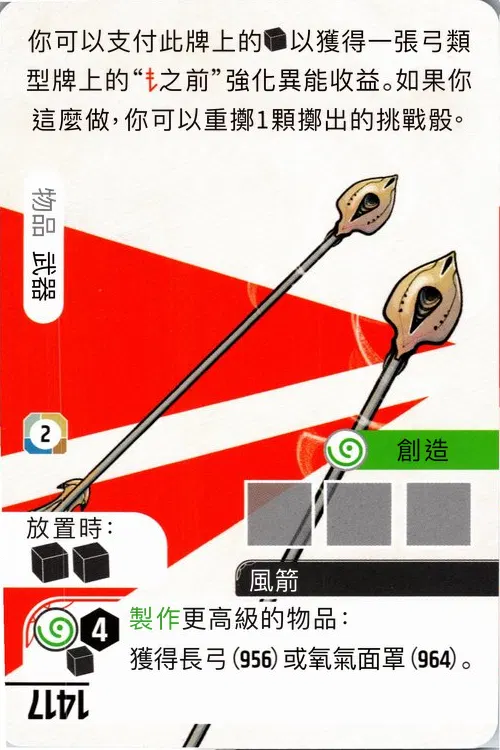 你可以支付此牌上的以獲得一張弓類
型牌上的“之前”強化異能收益。如果你
這麼做，你可以重擲1顆擲出的挑戰骰。
物品 武器
2
創造
放置時：
風箭
4
製作更高級的物品：
獲得長弓(956)或氧氣面罩(964)。
1417